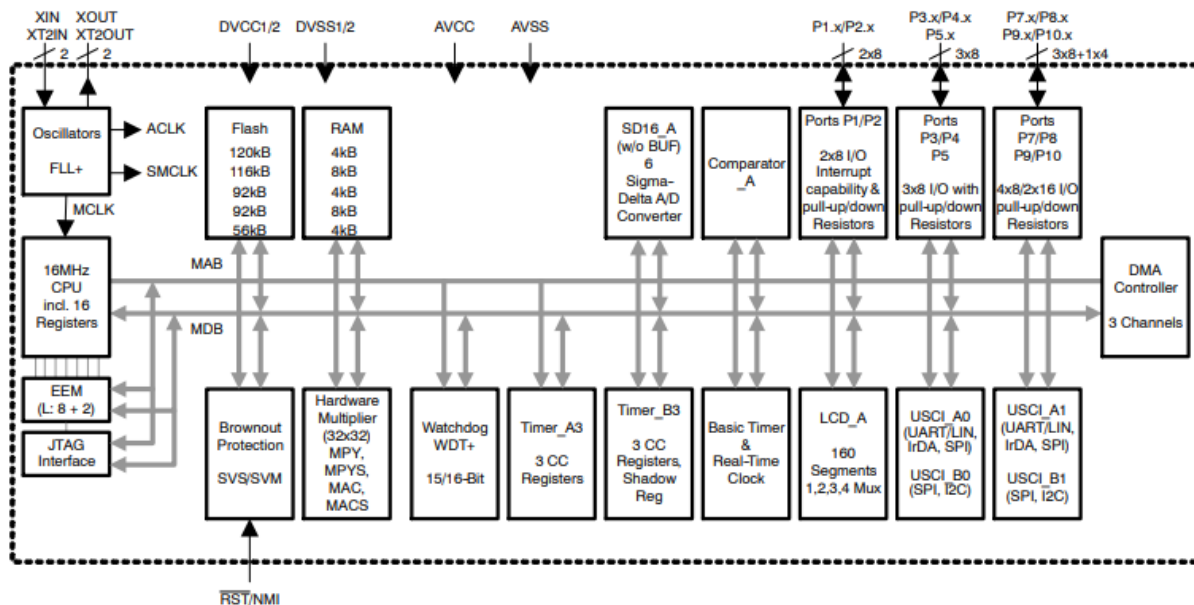 XIN
XT2IN
XOUT
XT2OUT
DVCC1/2
DVSS1/2
AVCC
AVSS
P1.x/P2.x
P3.x/P4.x
P5.x
P7.x/P8.x
P9.x/P10.x
2
2
2x8
3x8
3x8+1x4
Oscillators
FLL+
ACLK
SMCLK
MCLK
Flash
120kB
116kB
92kB
92kB
56kB
RAM
4kB
8kB
4kB
8kB
4kB
SD16_A
(w/o BUF)
6
Sigma-
Delta A/D
Converter
Comparator
_A
Ports P1/P2
2x8 I/O
Interrupt
capability &
pull-up/down
Resistors
Ports
P3/P4
P5
3x8 I/O with
pull-up/down
Resistors
Ports
P7/P8
P9/P10
4x8/2x16 I/O
pull-up/down
Resistors
16MHz
CPU
incl. 16
Registers
MAB
MDB
DMA
Controller
3 Channels
EEM
(L: 8 + 2)
JTAG
Interface
Brownout
Protection
SVS/SVM
Hardware
Multiplier
(32x32)
MPY,
MPYS,
MAC,
MACS
Watchdog
WDT+
15/16-Bit
Timer_A3
3 CC
Registers
Timer_B3
3 CC
Registers,
Shadow
Reg
Basic Timer
&
Real-Time
Clock
LCD_A
160
Segments
1,2,3,4 Mux
USCI_A0
(UART/LIN,
IrDA, SPI)
USCI_B0
(SPI, I2C)
USCI_A1
(UART/LIN,
IrDA, SPI)
USCI_B1
(SPI, I2C)
RST/NMI